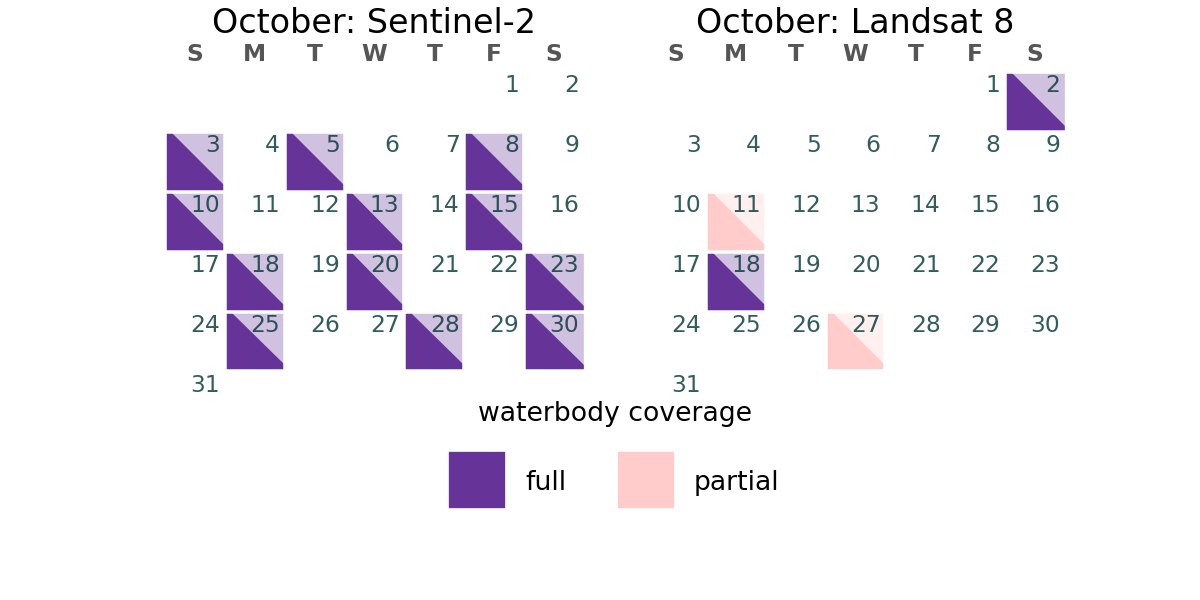 October: Sentinel-2
S M T W T F S
1 2
3 4 5 6 7 8 9
10 11 12 13 14 15 16
17 18 19 20 21 22 23
24 25 26 27 28 29 30
31
October: Landsat 8
S M T W T F S
1 2
3 4 5 6 7 8 9
10 11 12 13 14 15 16
17 18 19 20 21 22 23
24 25 26 27 28 29 30
31
waterbody coverage
full partial